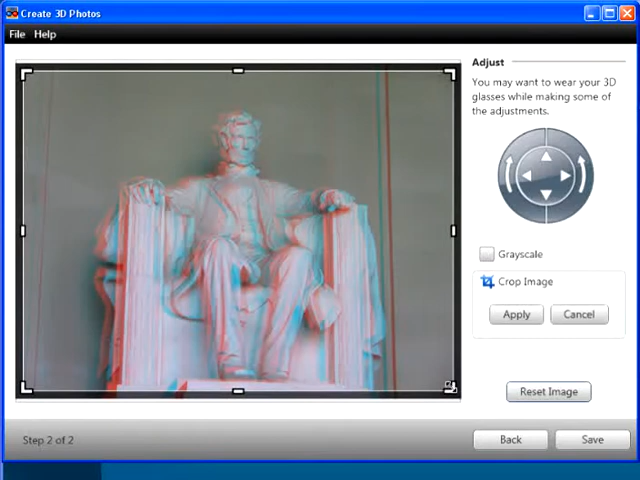 Create 3D Photos
File Help
Adjust
You may want to wear your 3D
glasses while making some of
the adjustments.
Grayscale
Crop Image
Apply Cancel
Reset Image
Step 2 of 2
Back Save